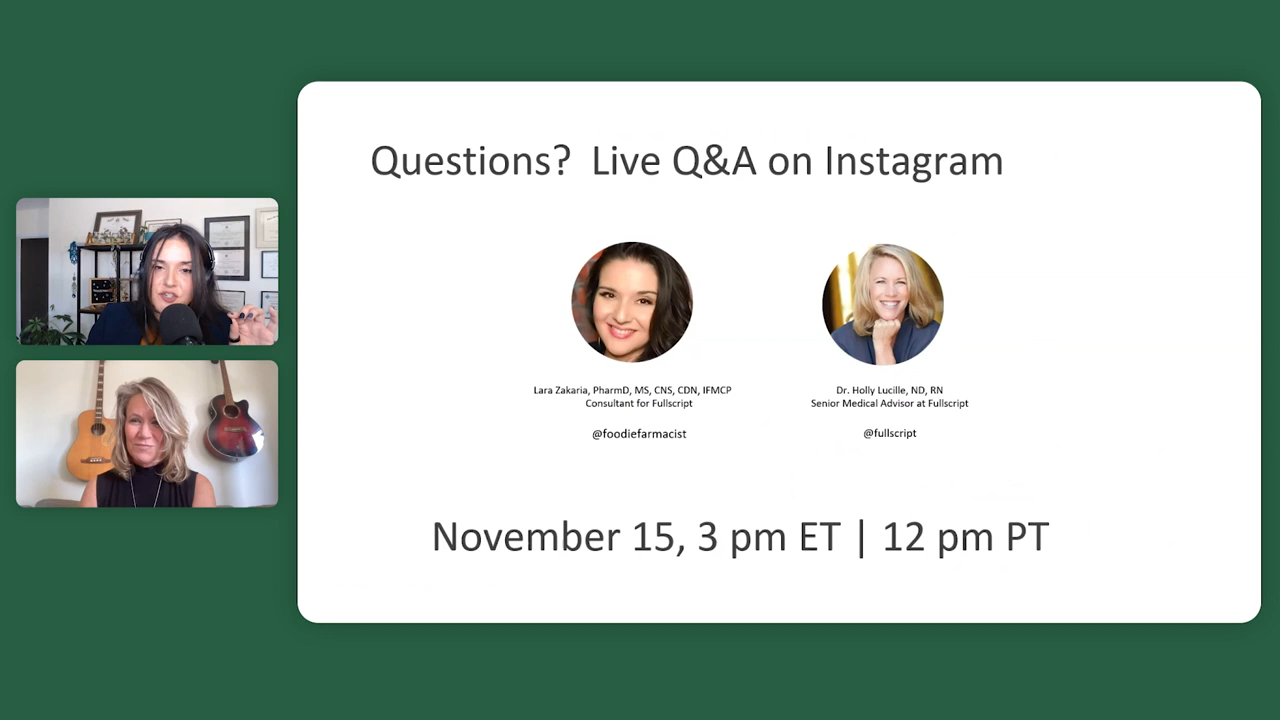 Questions? Live Q&A on Instagram
Lara Zakaria, PharmD, MS, CNS, CDN, IFMCP
Consultant for Fullscript
@foodiefarmacist
Dr. Holly Lucille, ND, RN
Senior Medical Advisor at Fullscript
@fullscript
November 15, 3 pm ET | 12 pm PT